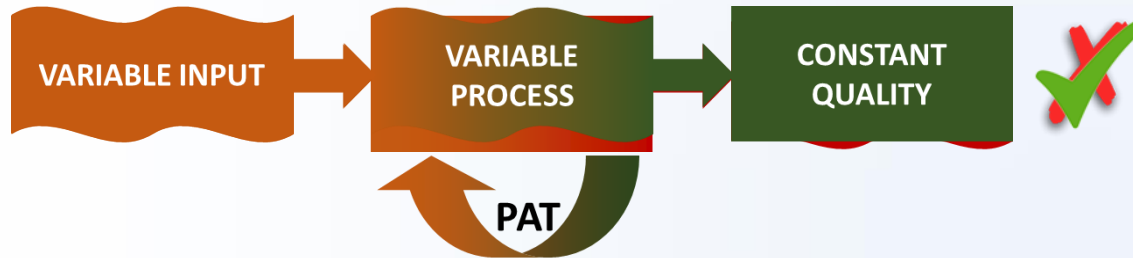 VARIABLE INPUT
VARIABLE
PROCESS
CONSTANT
QUALITY
PAT